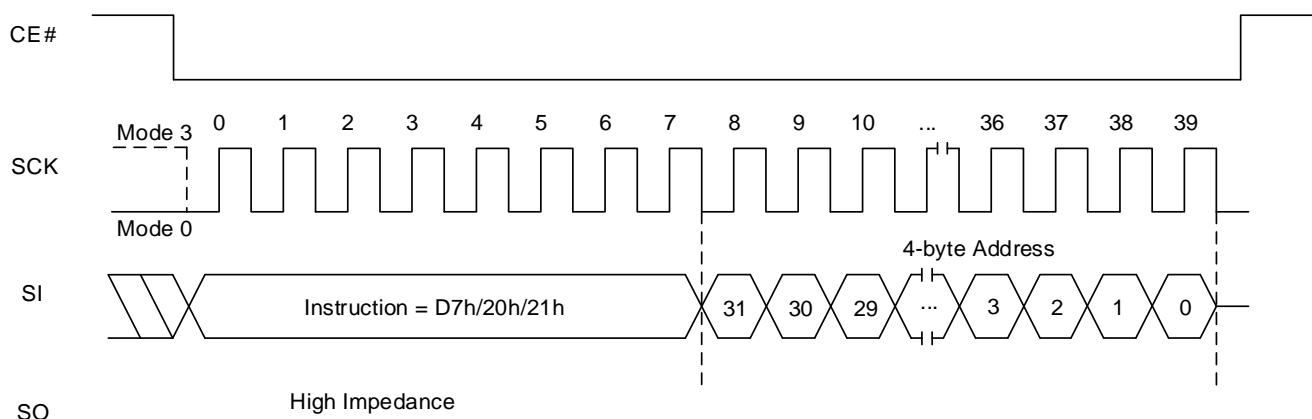 CE#
0 1 2 3 4 5 6 7 8 9 10 ... 36 37 38 39
Mode 3
SCK
Mode 0
4-byte Address
SI
Instruction = D7h/20h/21h 31 30 29 ... 3 2 1 0
High Impedance
SO